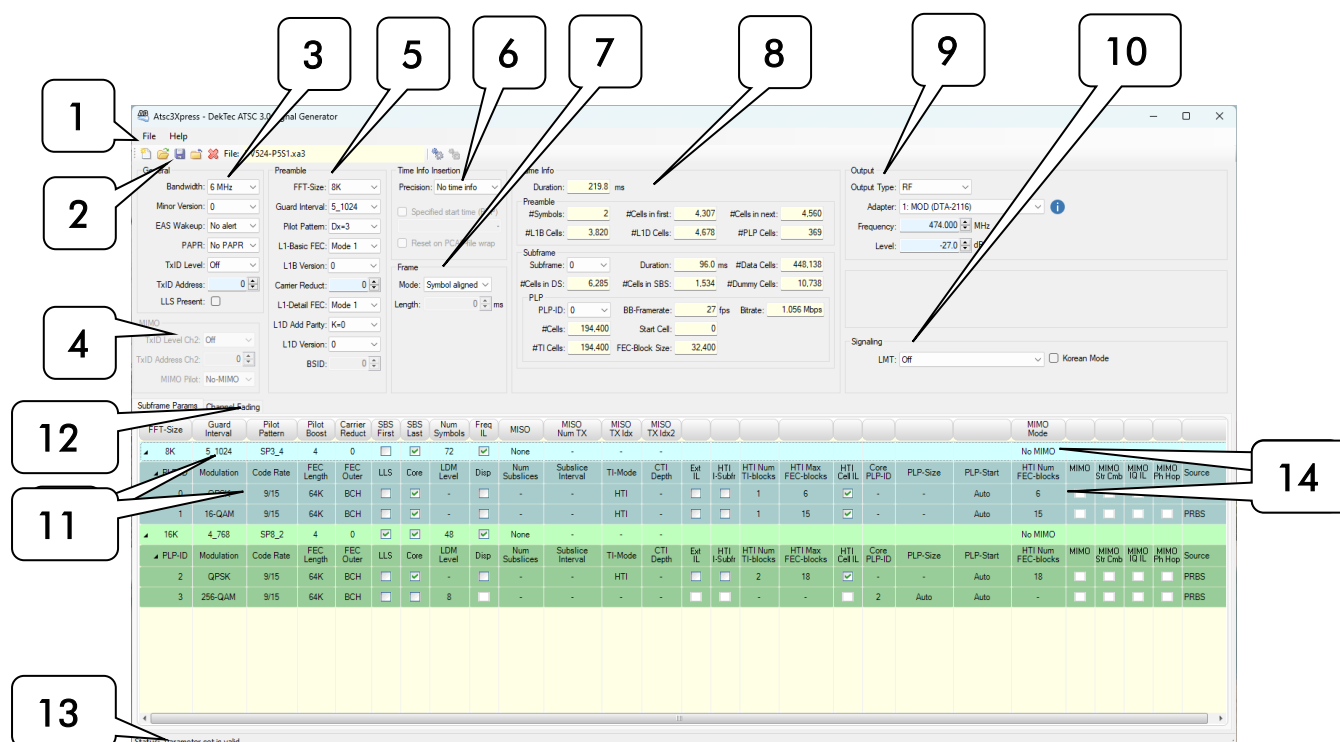 3
5
6
7
8
9
10
1
Atsc3Xpress - DekTec ATSC 3.0 Signal Generator
File Help
2
File: V524-P5S1.xa3
General
Bandwidth: 6 MHz
Minor Version: 0
EAS Wakeup: No alert
PAPR: No PAPR
TxID Level: Off
TxID Address: 0
LLS Present:
4
MIMO
TxID Level Ch2: Off
TxID Address Ch2: 0
MIMO Pilot: No-MIMO
Preamble
FFT-Size: 8K
Guard Interval: 5_1024
Pilot Pattern: Dx=3
L1-Basic FEC: Mode 1
L1B Version: 0
Carrier Reduct: 0
L1-Detail FEC: Mode 1
L1D Add Parity: K=0
L1D Version: 0
BSID: 0
Time Info Insertion
Precision: No time info
Specified start time
Reset on PCAP file wrap
Frame
Mode: Symbol aligned
Length: 0 ms
Info
Duration: 219.8 ms
Preamble
#Symbols: 2 #Cells in first: 4,307 #Cells in next: 4,560
#L1B Cells: 3,820 #L1D Cells: 4,678 #PLP Cells: 369
Subframe
Subframe: 0 Duration: 96.0 ms #Data Cells: 448,138
#Cells in DS: 6,285 #Cells in SBS: 1,534 #Dummy Cells: 10,738
PLP
PLP-ID: 0 BB-Framerate: 27 fps Bitrate: 1.056 Mbps
#Cells: 194,400 Start Cell: 0
#TI Cells: 194,400 FEC-Block Size: 32,400
Output
Output Type: RF
Adapter: 1: MOD (DTA-2116)
Frequency: 474.000 MHz
Level: -27.0
Signaling
LMT: Off Korean Mode
Subframe Params Channel Fading
12
FFT-Size Guard Interval Pilot Pattern Pilot Boost Carrier Reduct SBS First SBS Last Num Symbols Freq IL MISO MISO Num TX MISO TX Idx MISO TX Idx2 MIMO Mode
8K 5_1024 SP3_4 4 0 72 None - - - No MIMO
PLP-ID Modulation Code Rate FEC Length FEC Outer LLS Core LDM Level Disp Num Subslices Subslice Interval TI-Mode CTI Depth Ext IL HTI I-Subfr HTI Num TI-blocks HTI Max FEC-blocks HTI Cell IL Core PLP-ID PLP-Size PLP-Start HTI Num FEC-blocks MIMO MIMO Str Cmb MIMO IQ IL MIMO Ph Hop Source
0 QPSK 9/15 64K BCH - - - HTI - 1 6 - - Auto 6
1 16-QAM 9/15 64K BCH - - - HTI - 1 15 - - Auto 15 PRBS
11
14
16K 4_768 SP8_2 4 0 48 None - - - No MIMO
PLP-ID Modulation Code Rate FEC Length FEC Outer LLS Core LDM Level Disp Num Subslices Subslice Interval TI-Mode CTI Depth Ext IL HTI I-Subfr HTI Num TI-blocks HTI Max FEC-blocks HTI Cell IL Core PLP-ID PLP-Size PLP-Start HTI Num FEC-blocks MIMO MIMO Str Cmb MIMO IQ IL MIMO Ph Hop Source
2 QPSK 9/15 64K BCH - - - HTI - 2 18 - - Auto 18 PRBS
3 256-QAM 9/15 64K BCH 8 - - - - - - 2 Auto Auto - PRBS
13